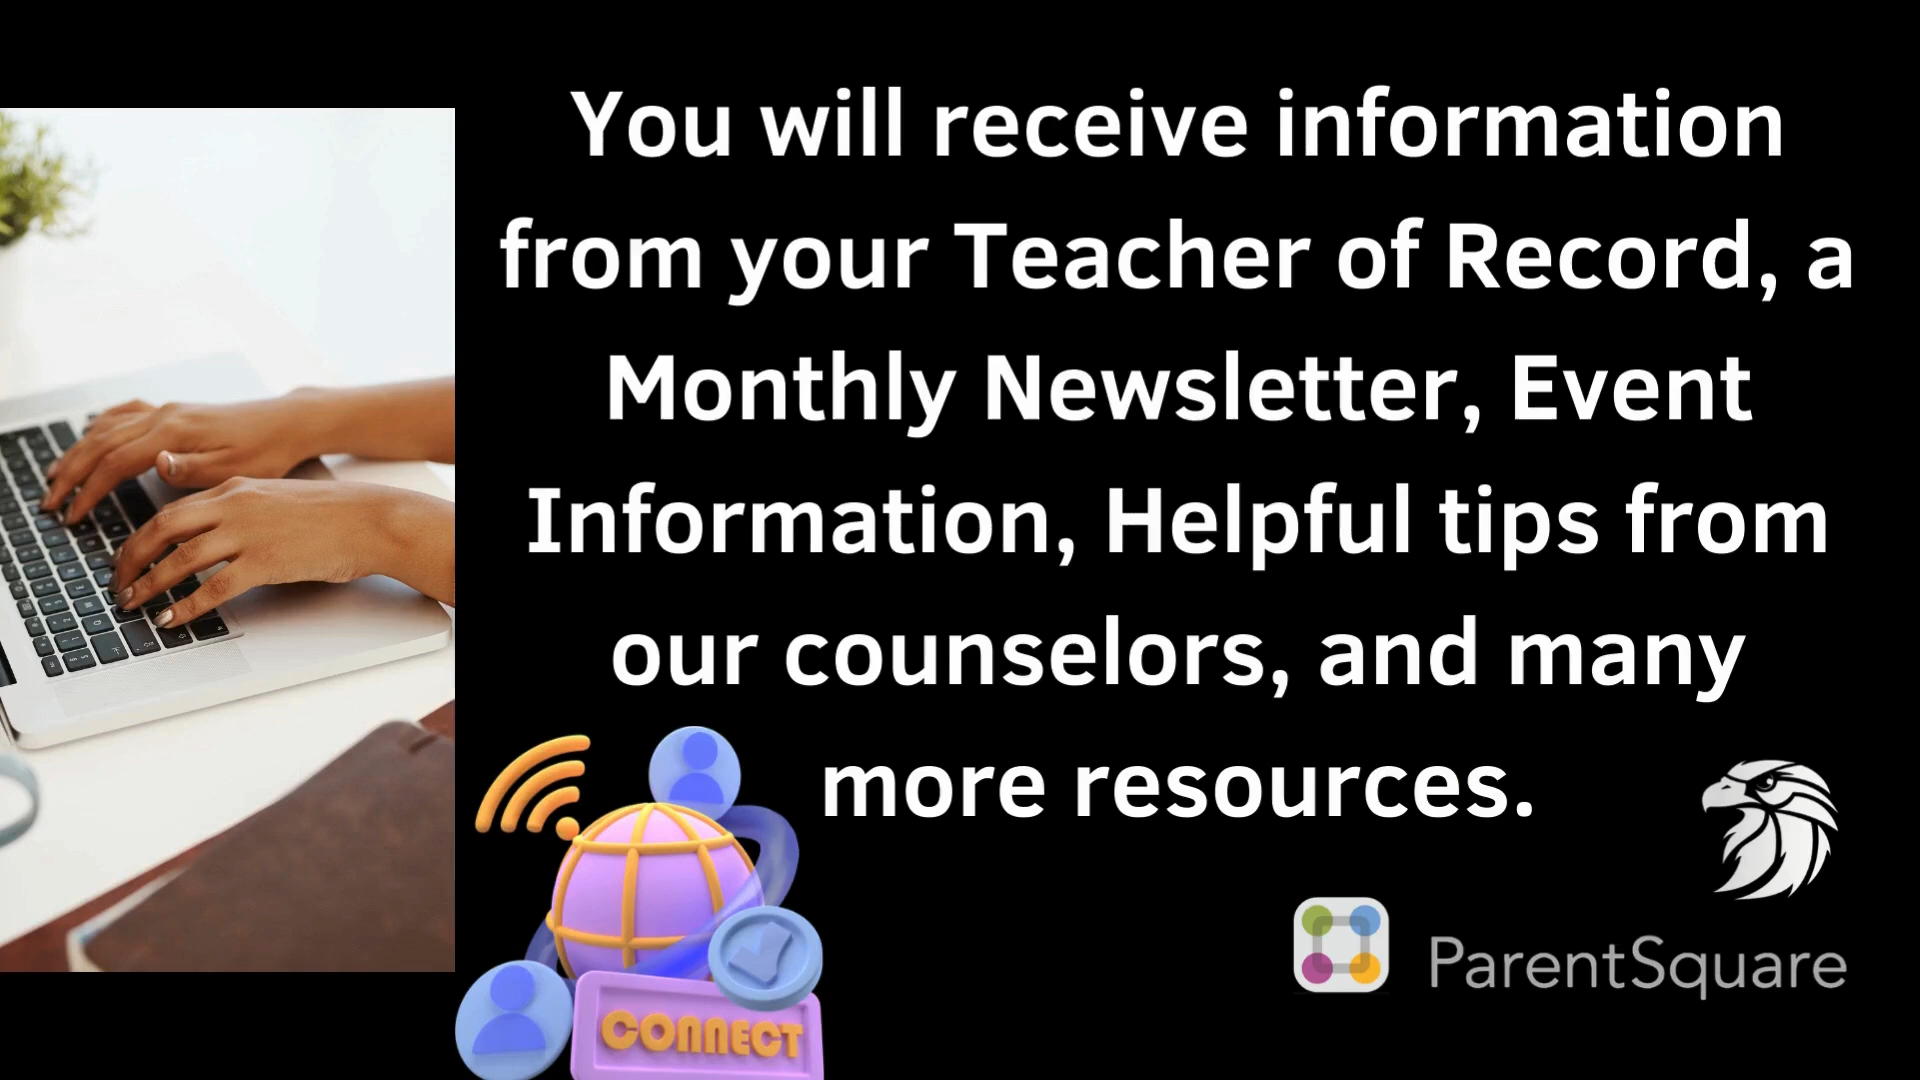 You will receive information
from your Teacher of Record, a
Monthly Newsletter, Event
Information, Helpful tips from
our counselors, and many
more resources.
ParentSquare
CONNECT